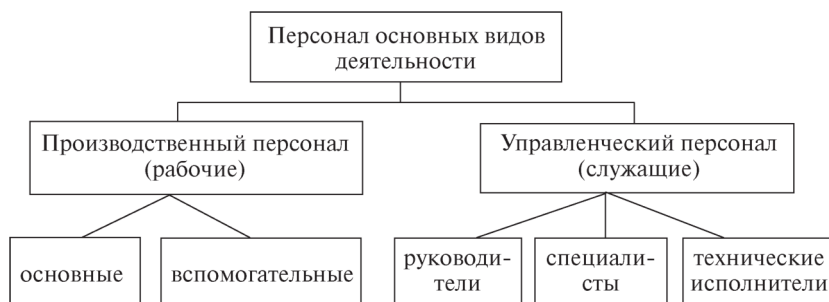 Персонал основных видов
деятельности
Производственный персонал
(рабочие)
Управленческий персонал
(служащие)
основные
вспомогательные
руководи-
тели
специали-
сты
технические
исполнители